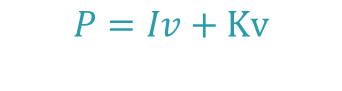 P = Iv + Kv